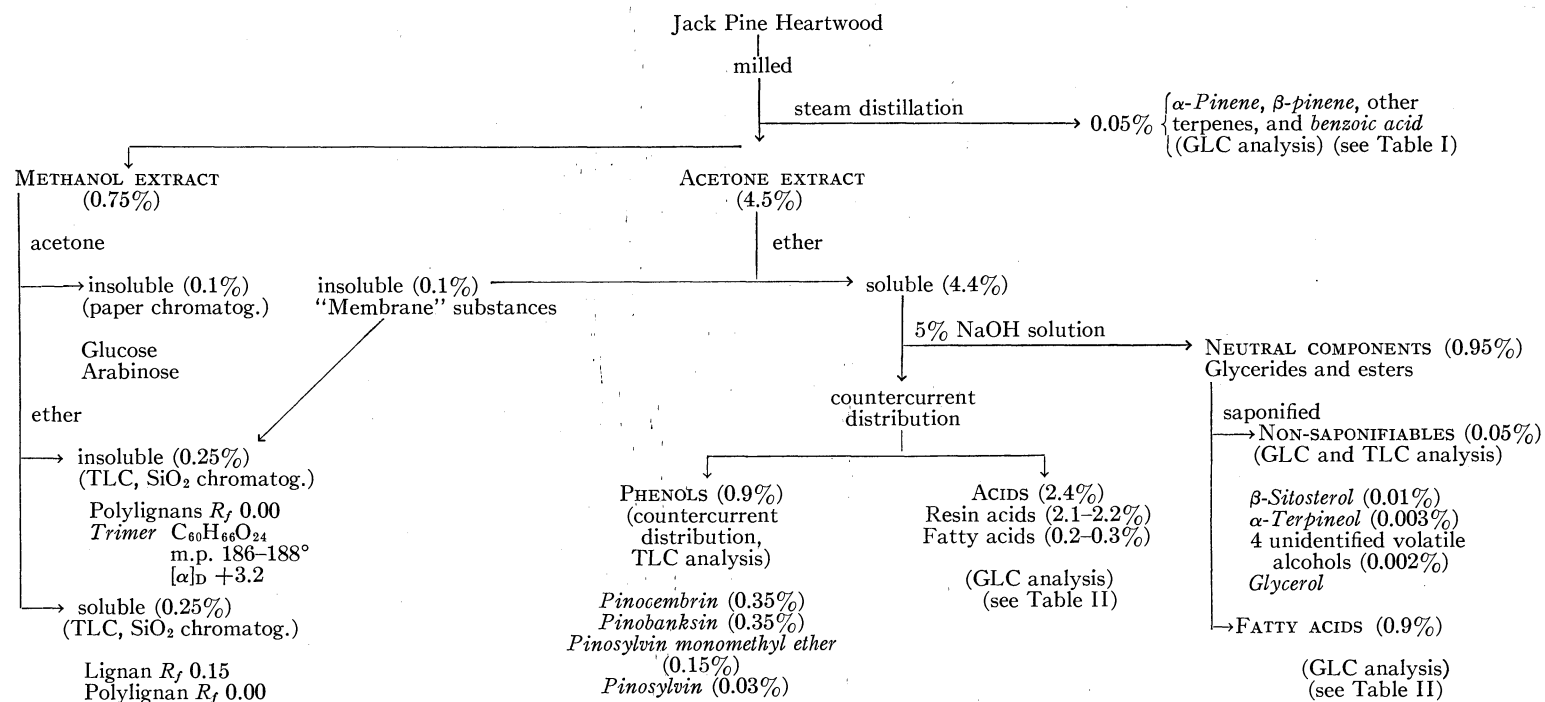 Jack Pine Heartwood
milled
steam distillation
0.05%
α-Pinene, β-pinene, other
terpenes, and benzoic acid
(GLC analysis) (see Table I)
METHANOL EXTRACT
(0.75%)
ACETONE EXTRACT
(4.5%)
acetone
ether
insoluble (0.1%)
(paper chromatog.)
Glucose
Arabinose
insoluble (0.1%)
"Membrane" substances
soluble (4.4%)
5% NaOH solution
NEUTRAL COMPONENTS (0.95%)
Glycerides and esters
countercurrent
distribution
ether
insoluble (0.25%)
(TLC, SiO₂ chromatog.)
Polylignans Rf 0.00
Trimer C₆₀H₆₆O₂₄
m.p. 186–188°
[α]D +3.2
soluble (0.25%)
(TLC, SiO₂ chromatog.)
Lignan Rf 0.15
Polylignan Rf 0.00
PHENOLS (0.9%)
(countercurrent
distribution,
TLC analysis)
Pinocembrin (0.35%)
Pinobanksin (0.35%)
Pinosylvin monomethyl ether
(0.15%)
Pinosylvin (0.03%)
ACIDS (2.4%)
Resin acids (2.1–2.2%)
Fatty acids (0.2–0.3%)
(GLC analysis)
(see Table II)
saponified
NON-SAPONIFIABLES (0.05%)
(GLC and TLC analysis)
β-Sitosterol (0.01%)
α-Terpineol (0.003%)
4 unidentified volatile
alcohols (0.002%)
Glycerol
FATTY ACIDS (0.9%)
(GLC analysis)
(see Table II)